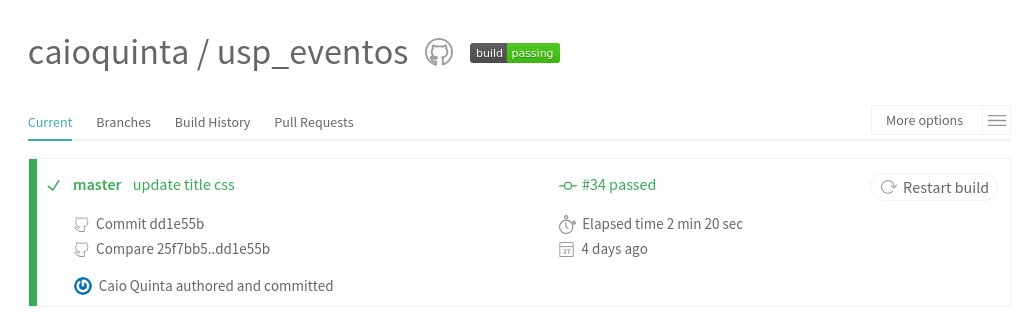 caioquinta / usp_eventos build passing
Current Branches Build History Pull Requests More options
master update title css #34 passed Restart build
Commit dd1e55b Elapsed time 2 min 20 sec
Compare 25f7bb5..dd1e55b 27 4 days ago
Caio Quinta authored and committed